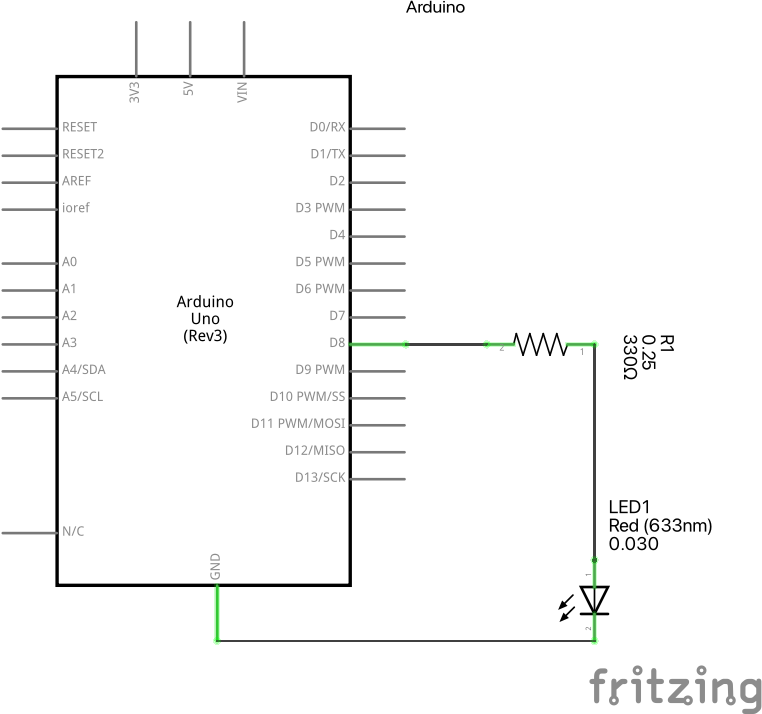 Arduino
3V3
5V
VIN
RESET
RESET2
AREF
ioref
A0
A1
A2
A3
A4/SDA
A5/SCL
N/C
Arduino
Uno
(Rev3)
D0/RX
D1/TX
D2
D3 PWM
D4
D5 PWM
D6 PWM
D7
D8
D9 PWM
D10 PWM/SS
D11 PWM/MOSI
D12/MISO
D13/SCK
GND
2
1
R1
0.25
330Ω
LED1
Red (633nm)
0.030
1
2
fritzing